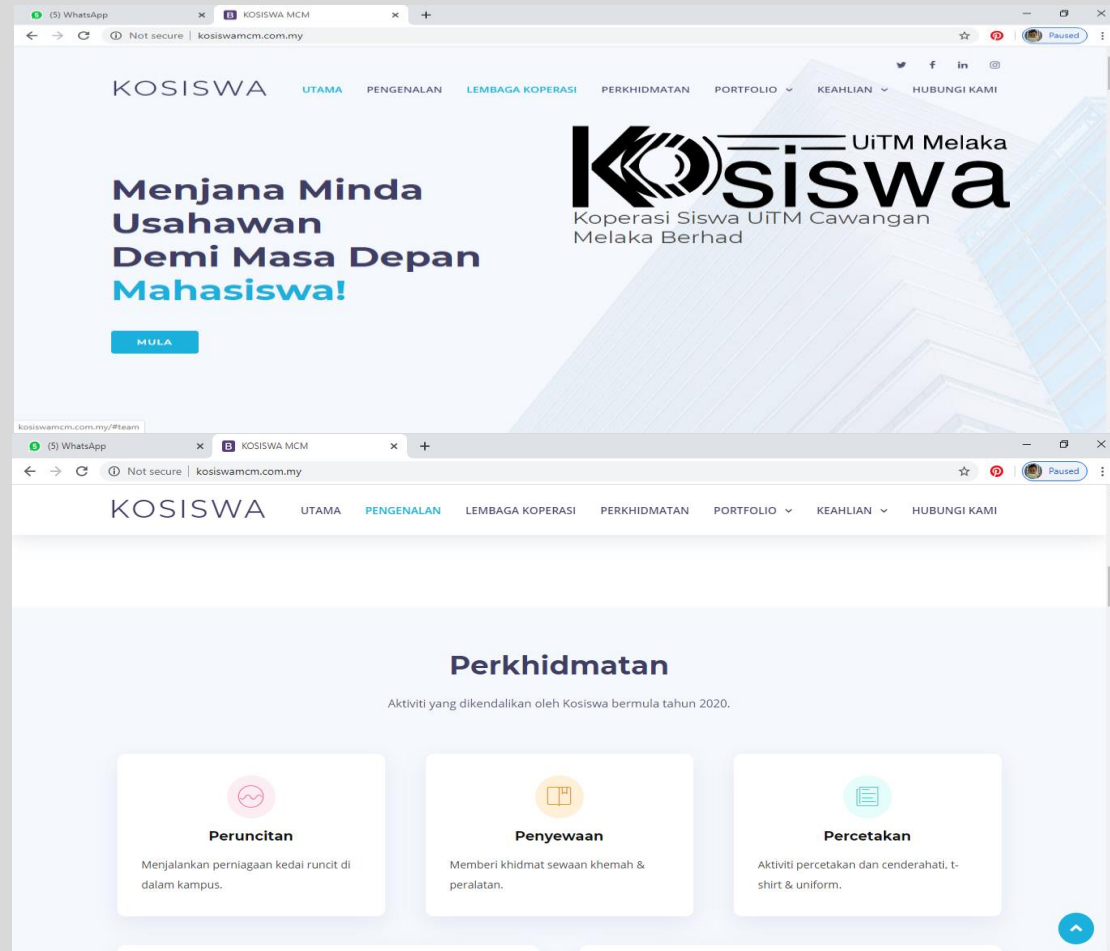 (5) WhatsApp
KOSISWA MCM
Not secure | kosiswamcm.com.my
Paused
KOSISWA UTAMA PENGENALAN LEMBAGA KOPERASI PERKHIDMATAN PORTFOLIO KEAHLIAN HUBUNGI KAMI
UiTM Melaka
Kosiswa
Koperasi Siswa UiTM Cawangan
Melaka Berhad
Menjana Minda
Usahawan
Demi Masa Depan
Mahasiswa!
MULA
kosiswamcm.com.my/#team
(5) WhatsApp
KOSISWA MCM
Not secure | kosiswamcm.com.my
Paused
KOSISWA UTAMA PENGENALAN LEMBAGA KOPERASI PERKHIDMATAN PORTFOLIO KEAHLIAN HUBUNGI KAMI
Perkhidmatan
Aktiviti yang dikendalikan oleh Kosiswa bermula tahun 2020.
Peruncitan
Menjalankan perniagaan kedai runcit di
dalam kampus.
Penyewaan
Memberi khidmat sewaan khemah &
peralatan.
Percetakan
Aktiviti percetakan dan cenderahati, t-
shirt & uniform.